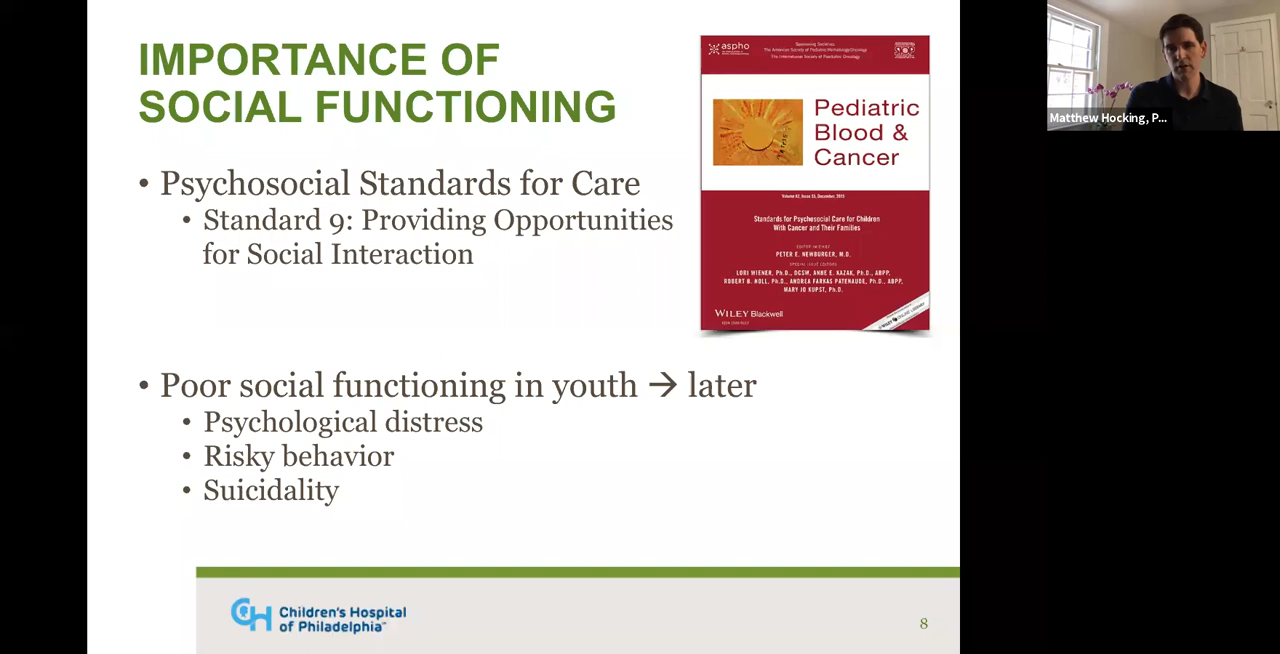 IMPORTANCE OF
SOCIAL FUNCTIONING
• Psychosocial Standards for Care
• Standard 9: Providing Opportunities
for Social Interaction
• Poor social functioning in youth → later
• Psychological distress
• Risky behavior
• Suicidality
aspho
Sponsoring Societies
The American Society of Pediatric Hematology/Oncology
The International Society of Paediatric Oncology
Pediatric
Blood &
Cancer
Standards for Psychosocial Care for Children
With Cancer and Their Families
EDITOR IN CHIEF
PETER E. NEWBURGER, M.D.
SPECIAL ISSUE EDITORS
LORI WIENER, Ph.D., DCSW, ANNE E. KAZAK, Ph.D., ABPP,
ROBERT B. NOLL, Ph.D., ANDREA FARKAS PATENAUDE, Ph.D., ABPP,
MARY JO KUPST, Ph.D.
WILEY Blackwell
Children's Hospital
of Philadelphia
8
Matthew Hocking, P...